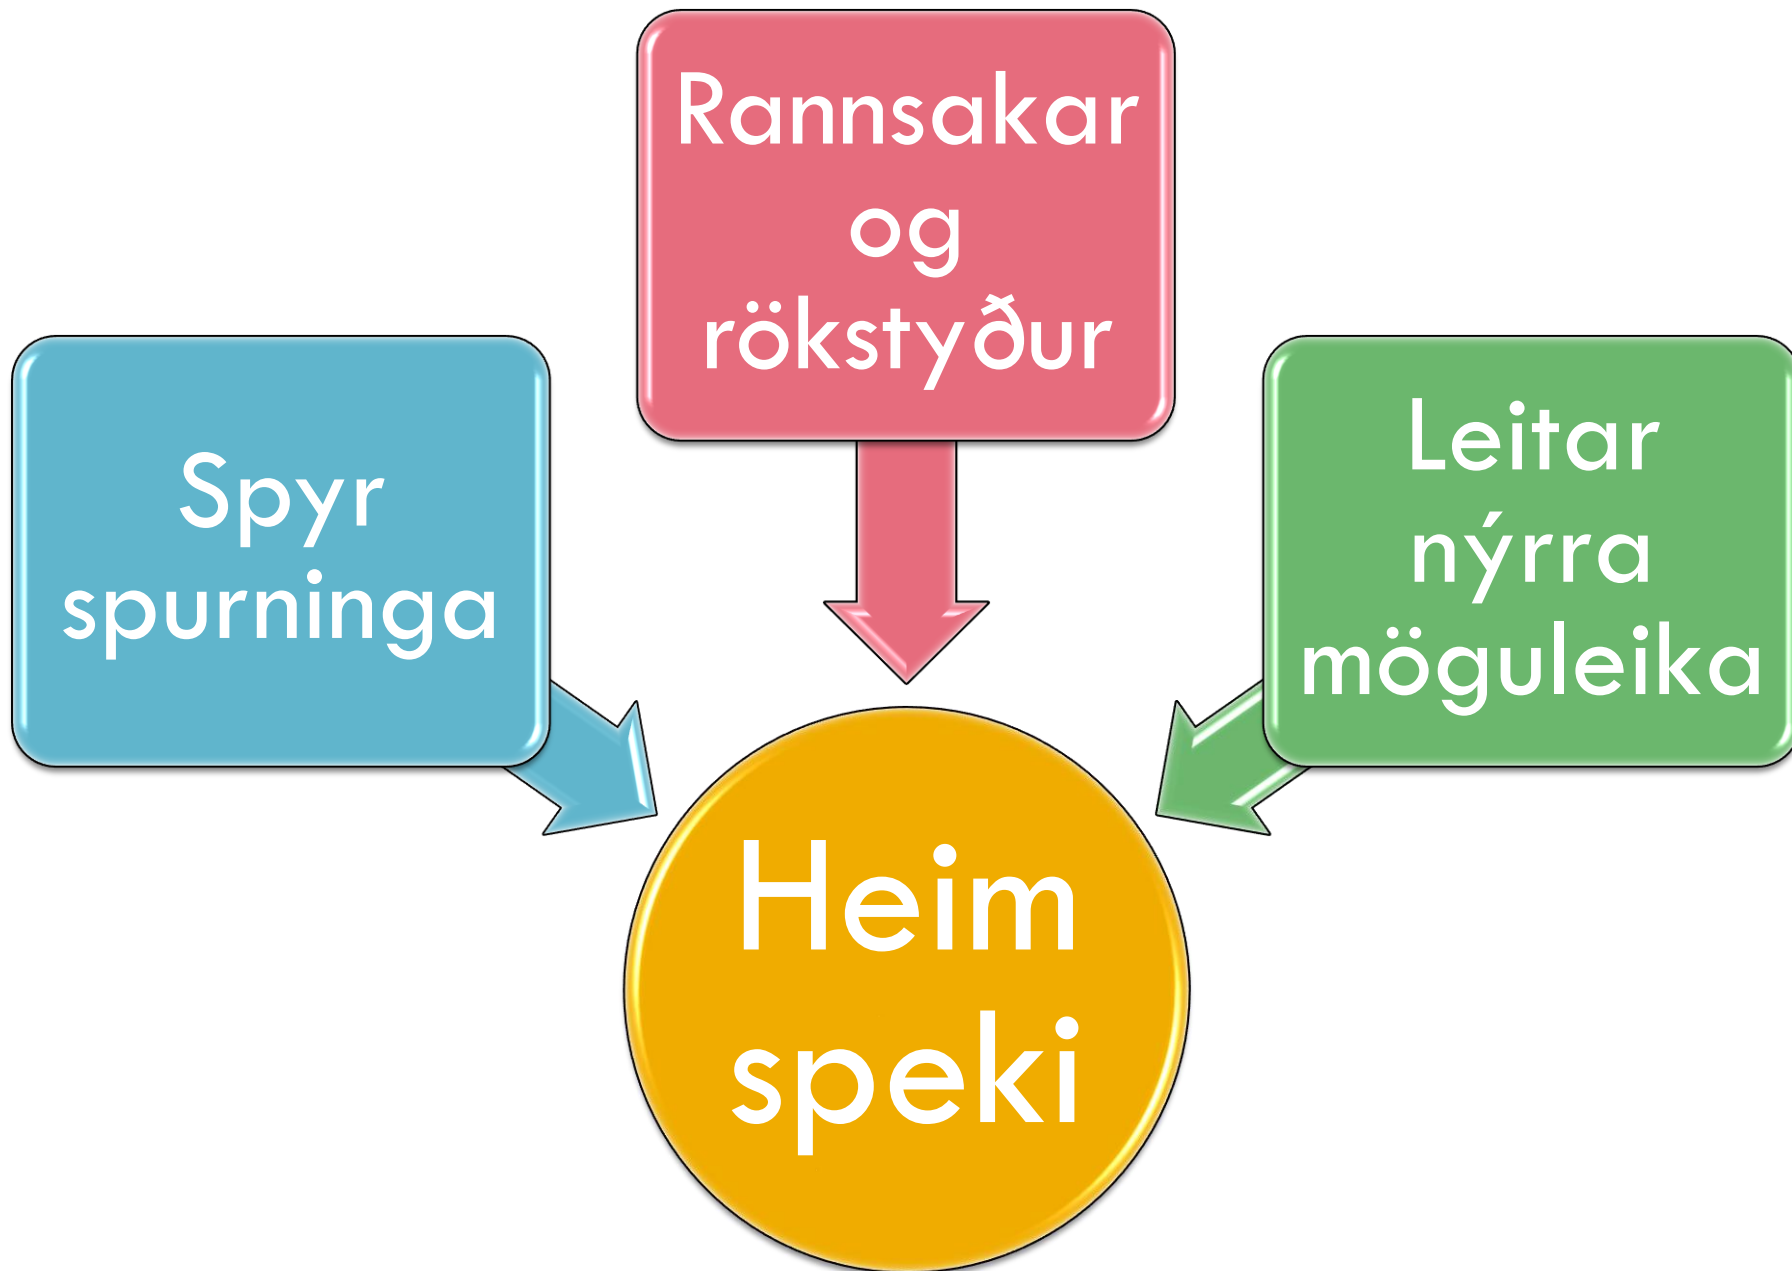 Spyr
spurninga
Rannsakar
og
rökstyður
Leitar
nýrra
möguleika
Heim
speki